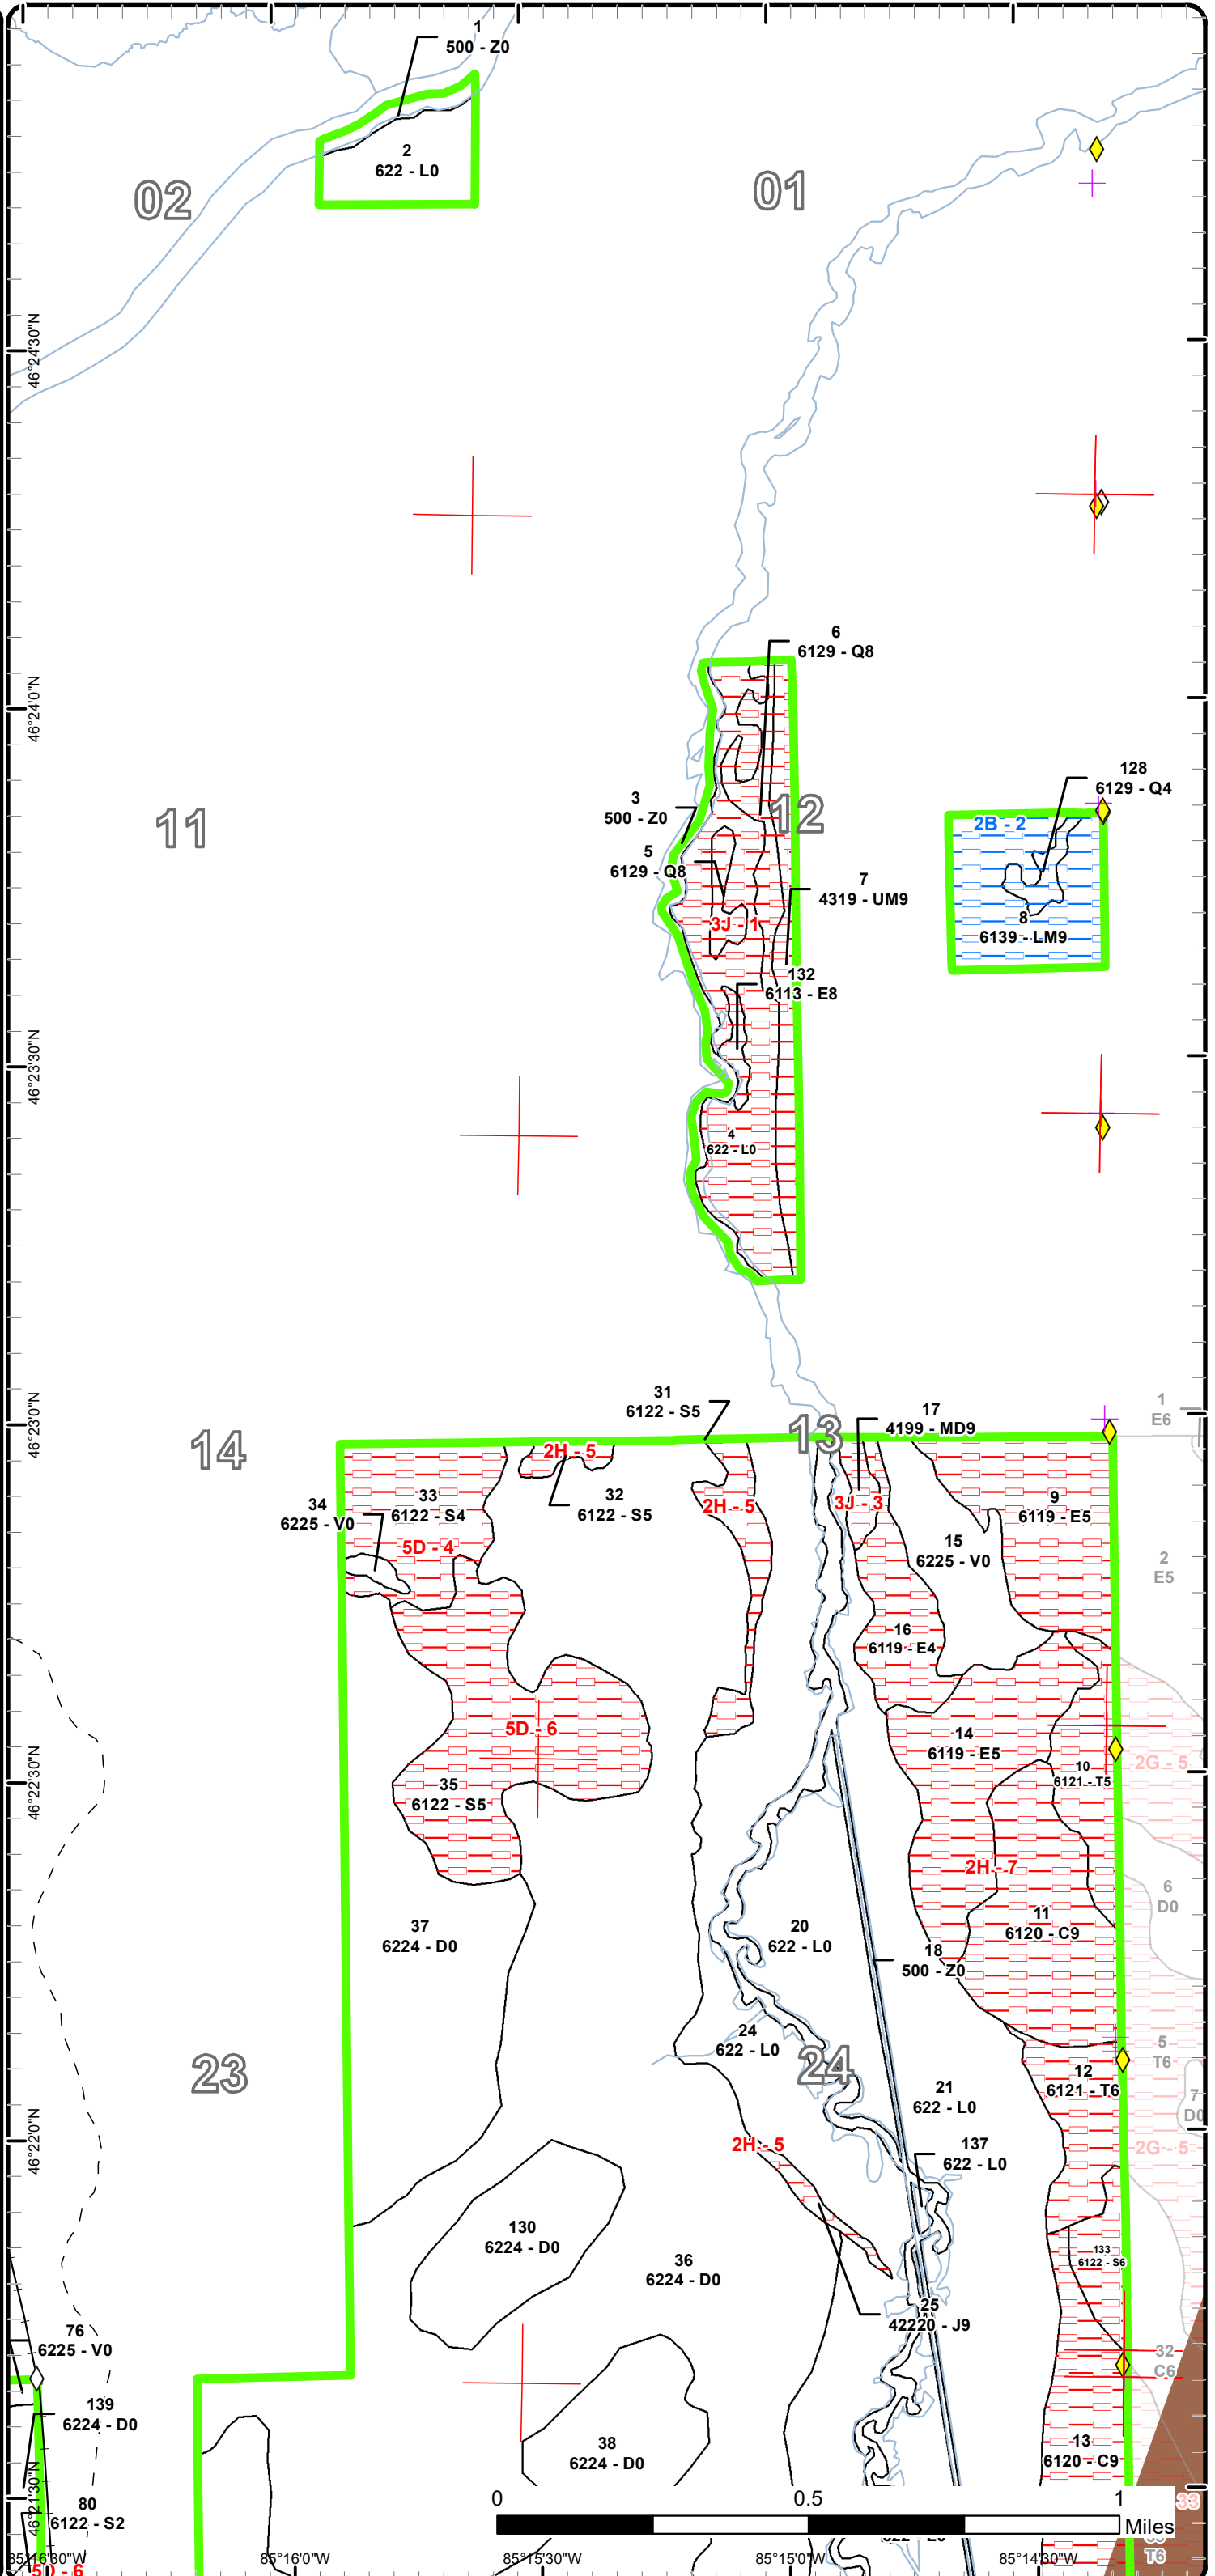 1
500 - Z0
2
622 - L0
02
01
46°24'30"N
6
6129 - Q8
46°24'0"N
128
6129 - Q4
3
500 - Z0
12
11
2B - 2
5
6129 - Q8
7
4319 - UM9
3J - 1
8
6139 - LM9
132
6113 - E8
46°23'30"N
4
622 - L0
31
6122 - S5
17
4199 - MD9
1
E6
46°23'0"N
14
13
2H - 5
33
6122 - S4
32
6122 - S5
2H - 5
3J - 3
9
6119 - E5
34
6225 - V0
5D - 4
15
6225 - V0
2
E5
16
6119 - E4
5D - 6
14
6119 - E5
10
6121 - T5
2G - 5
46°22'30"N
35
6122 - S5
2H - 7
6
D0
11
6120 - C9
37
6224 - D0
20
622 - L0
18
500 - Z0
24
622 - L0
5
T6
23
24
12
6121 - T6
21
622 - L0
7
D0
46°22'0"N
2H - 5
137
622 - L0
2G - 5
130
6224 - D0
36
6224 - D0
133
6122 - S6
25
42220 - J9
76
6225 - V0
32
C6
139
6224 - D0
38
6224 - D0
13
6120 - C9
46°21'30"N
80
6122 - S2
0 0.5 1
Miles
33
T6
5D - 6
85°16'30"W 85°16'0"W 85°15'30"W 85°15'0"W 85°14'30"W